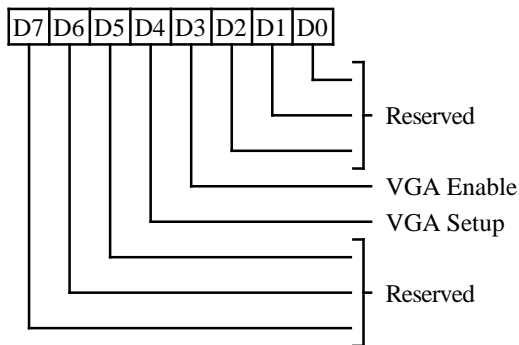 D7 D6 D5 D4 D3 D2 D1 D0
Reserved
VGA Enable
VGA Setup
Reserved